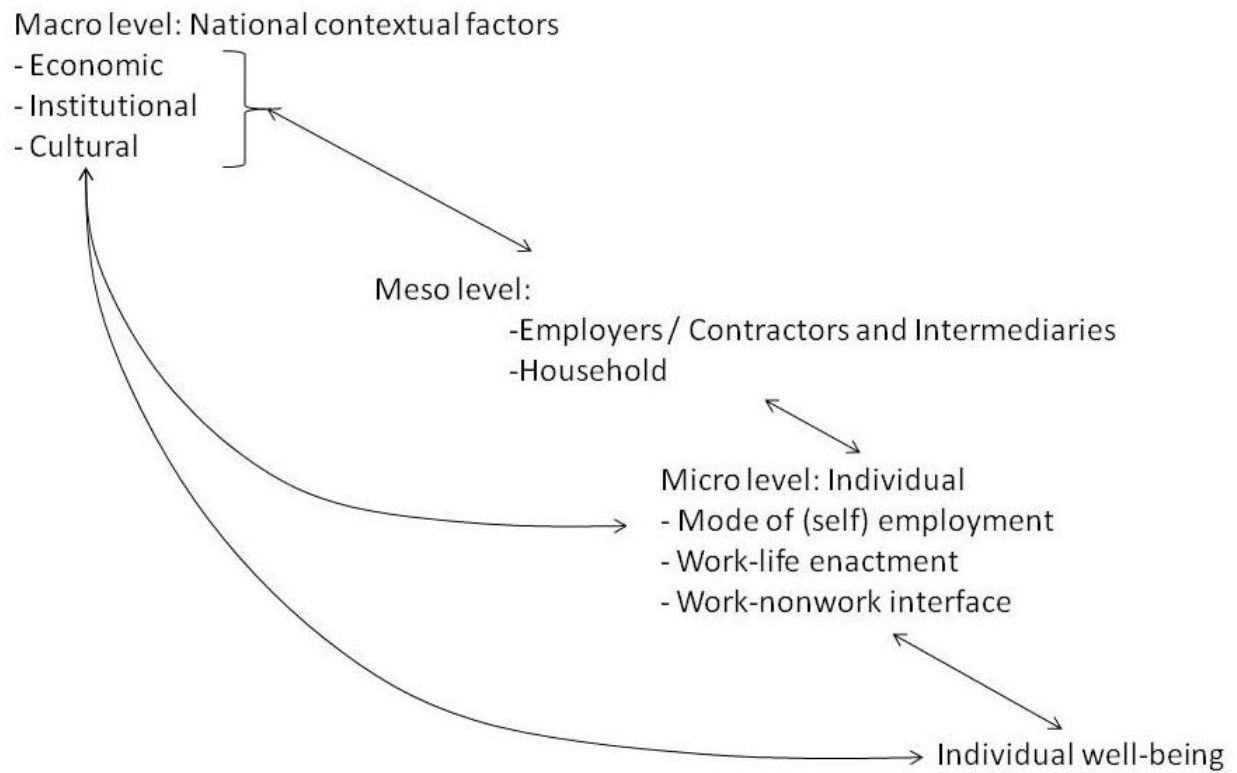 Macro level: National contextual factors
- Economic
- Institutional
- Cultural
Meso level:
-Employers / Contractors and Intermediaries
-Household
Micro level: Individual
- Mode of (self) employment
- Work-life enactment
- Work-nonwork interface
Individual well-being